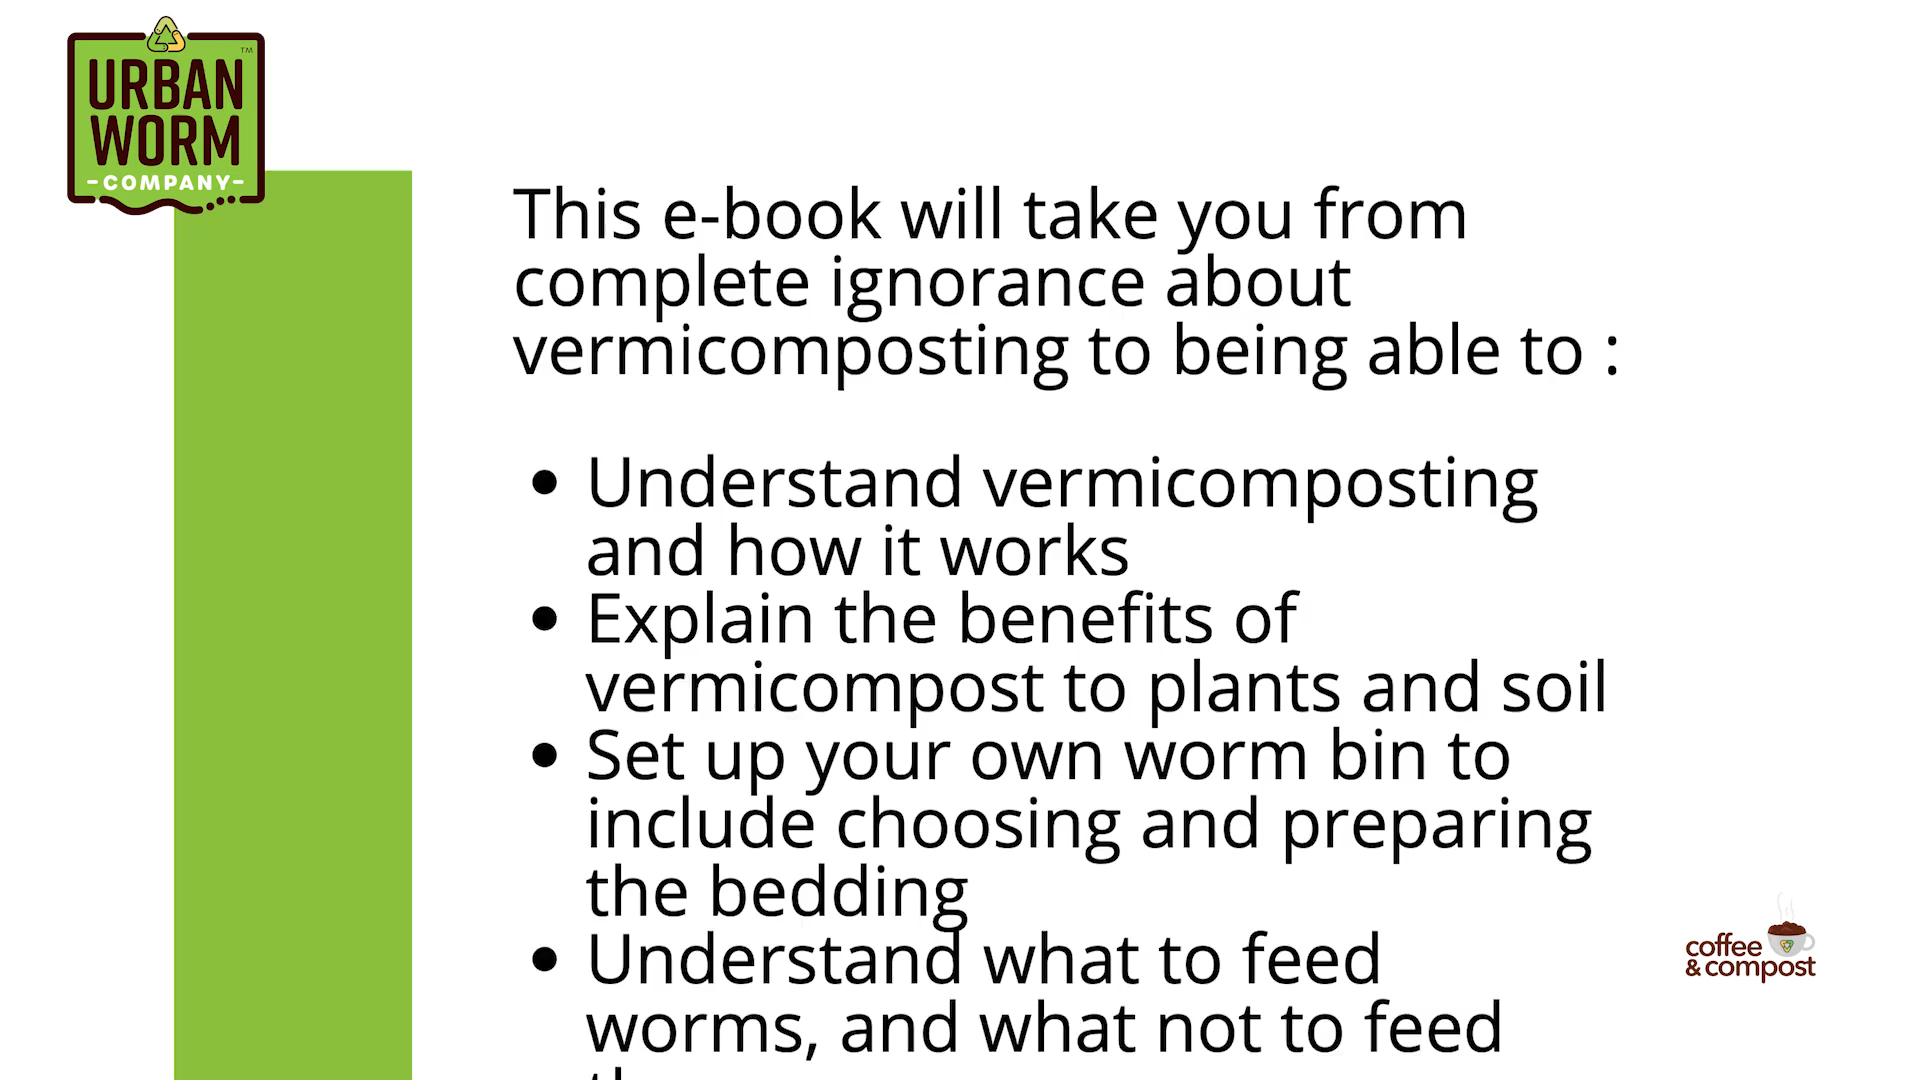 URBAN
WORM
-COMPANY-
TM
This e-book will take you from
complete ignorance about
vermicomposting to being able to :
• Understand vermicomposting
and how it works
• Explain the benefits of
vermicompost to plants and soil
• Set up your own worm bin to
include choosing and preparing
the bedding
• Understand what to feed
worms, and what not to feed
coffee
& compost